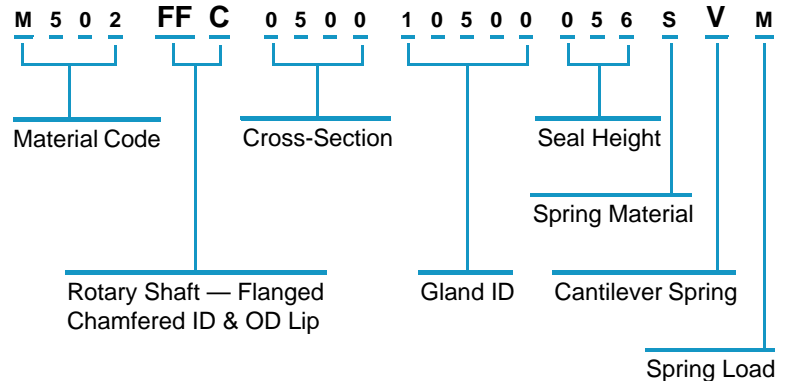 M 5 0 2 FF C 0 5 0 0 1 0 5 0 0 0 5 6 S V M
Material Code
Cross-Section
Seal Height
Spring Material
Rotary Shaft — Flanged
Chamfered ID & OD Lip
Gland ID
Cantilever Spring
Spring Load